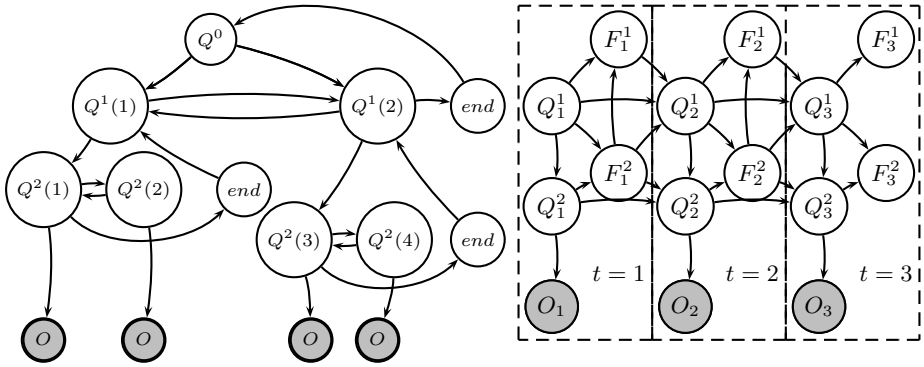 Q^0
Q^1(1)
Q^1(2)
end
Q^2(1)
Q^2(2)
end
Q^2(3)
Q^2(4)
end
O
O
O
O
F_1^1
F_2^1
F_3^1
Q_1^1
Q_2^1
Q_3^1
F_1^2
F_2^2
F_3^2
Q_1^2
Q_2^2
Q_3^2
t = 1
t = 2
t = 3
O_1
O_2
O_3